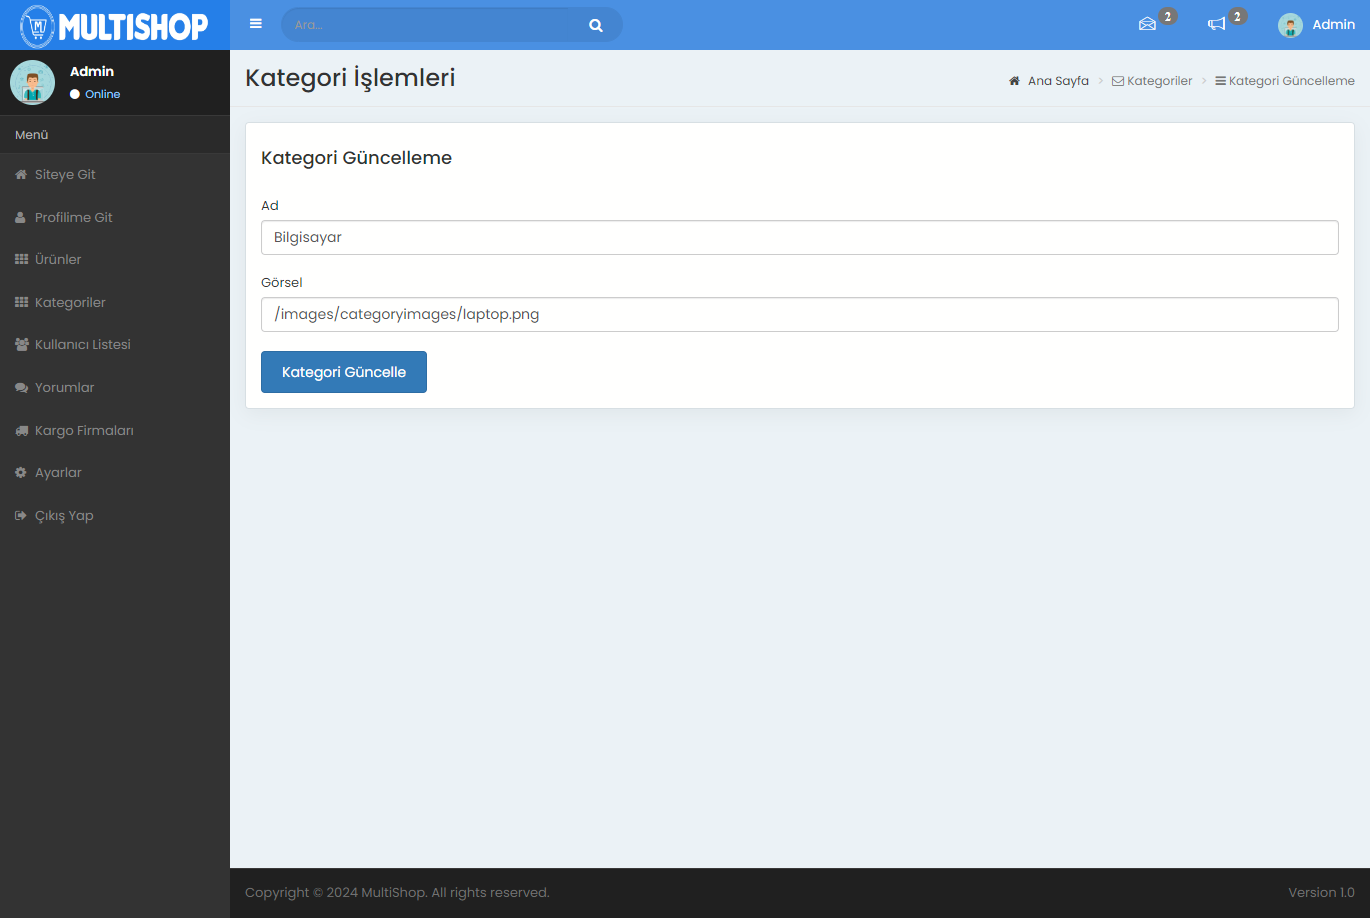 M MULTISHOP
Ara...
2
2
Admin
Admin
Online
Menü
Siteye Git
Profilime Git
Ürünler
Kategoriler
Kullanıcı Listesi
Yorumlar
Kargo Firmaları
Ayarlar
Çıkış Yap
Kategori İşlemleri
Ana Sayfa > Kategoriler > Kategori Güncelleme
Kategori Güncelleme
Ad
Bilgisayar
Görsel
/images/categoryimages/laptop.png
Kategori Güncelle
Copyright © 2024 MultiShop. All rights reserved.
Version 1.0